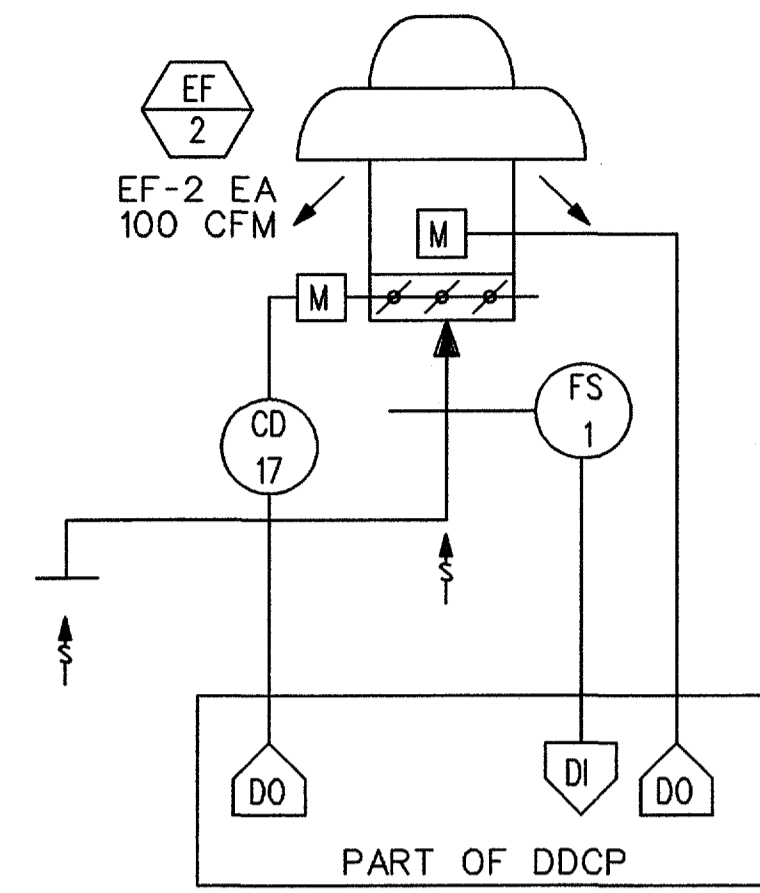 EF
2
EF-2 EA
100 CFM
M
M
FS
1
CD
17
S
S
DO
DI
DO
PART OF DDCP